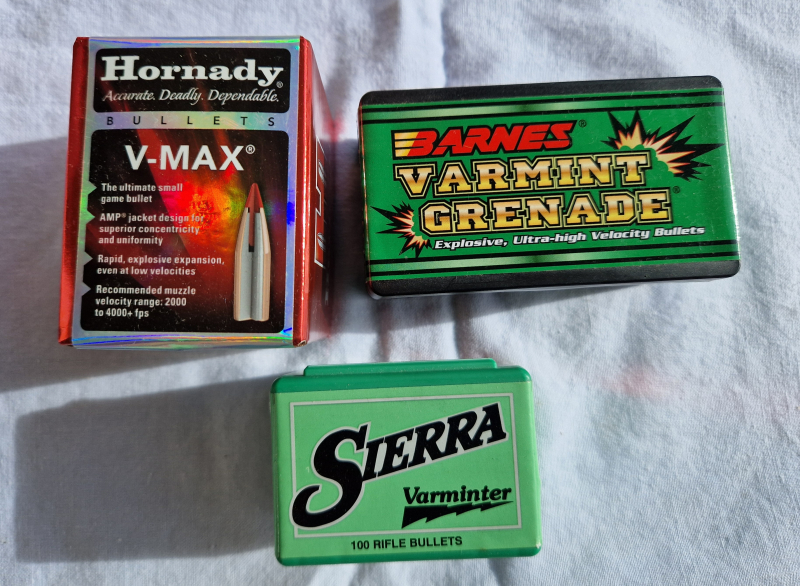 Hornady®
Accurate. Deadly. Dependable.
BULLETS
V-MAX®
The ultimate small
game bullet
AMP® jacket design for
superior concentricity
and uniformity
Rapid, explosive expansion,
even at low velocities
Recommended muzzle
velocity range: 2000
to 4000+ fps
BARNES®
VARMINT
GRENADE®
Explosive, Ultra-high Velocity Bullets
SIERRA
Varminter
100 RIFLE BULLETS